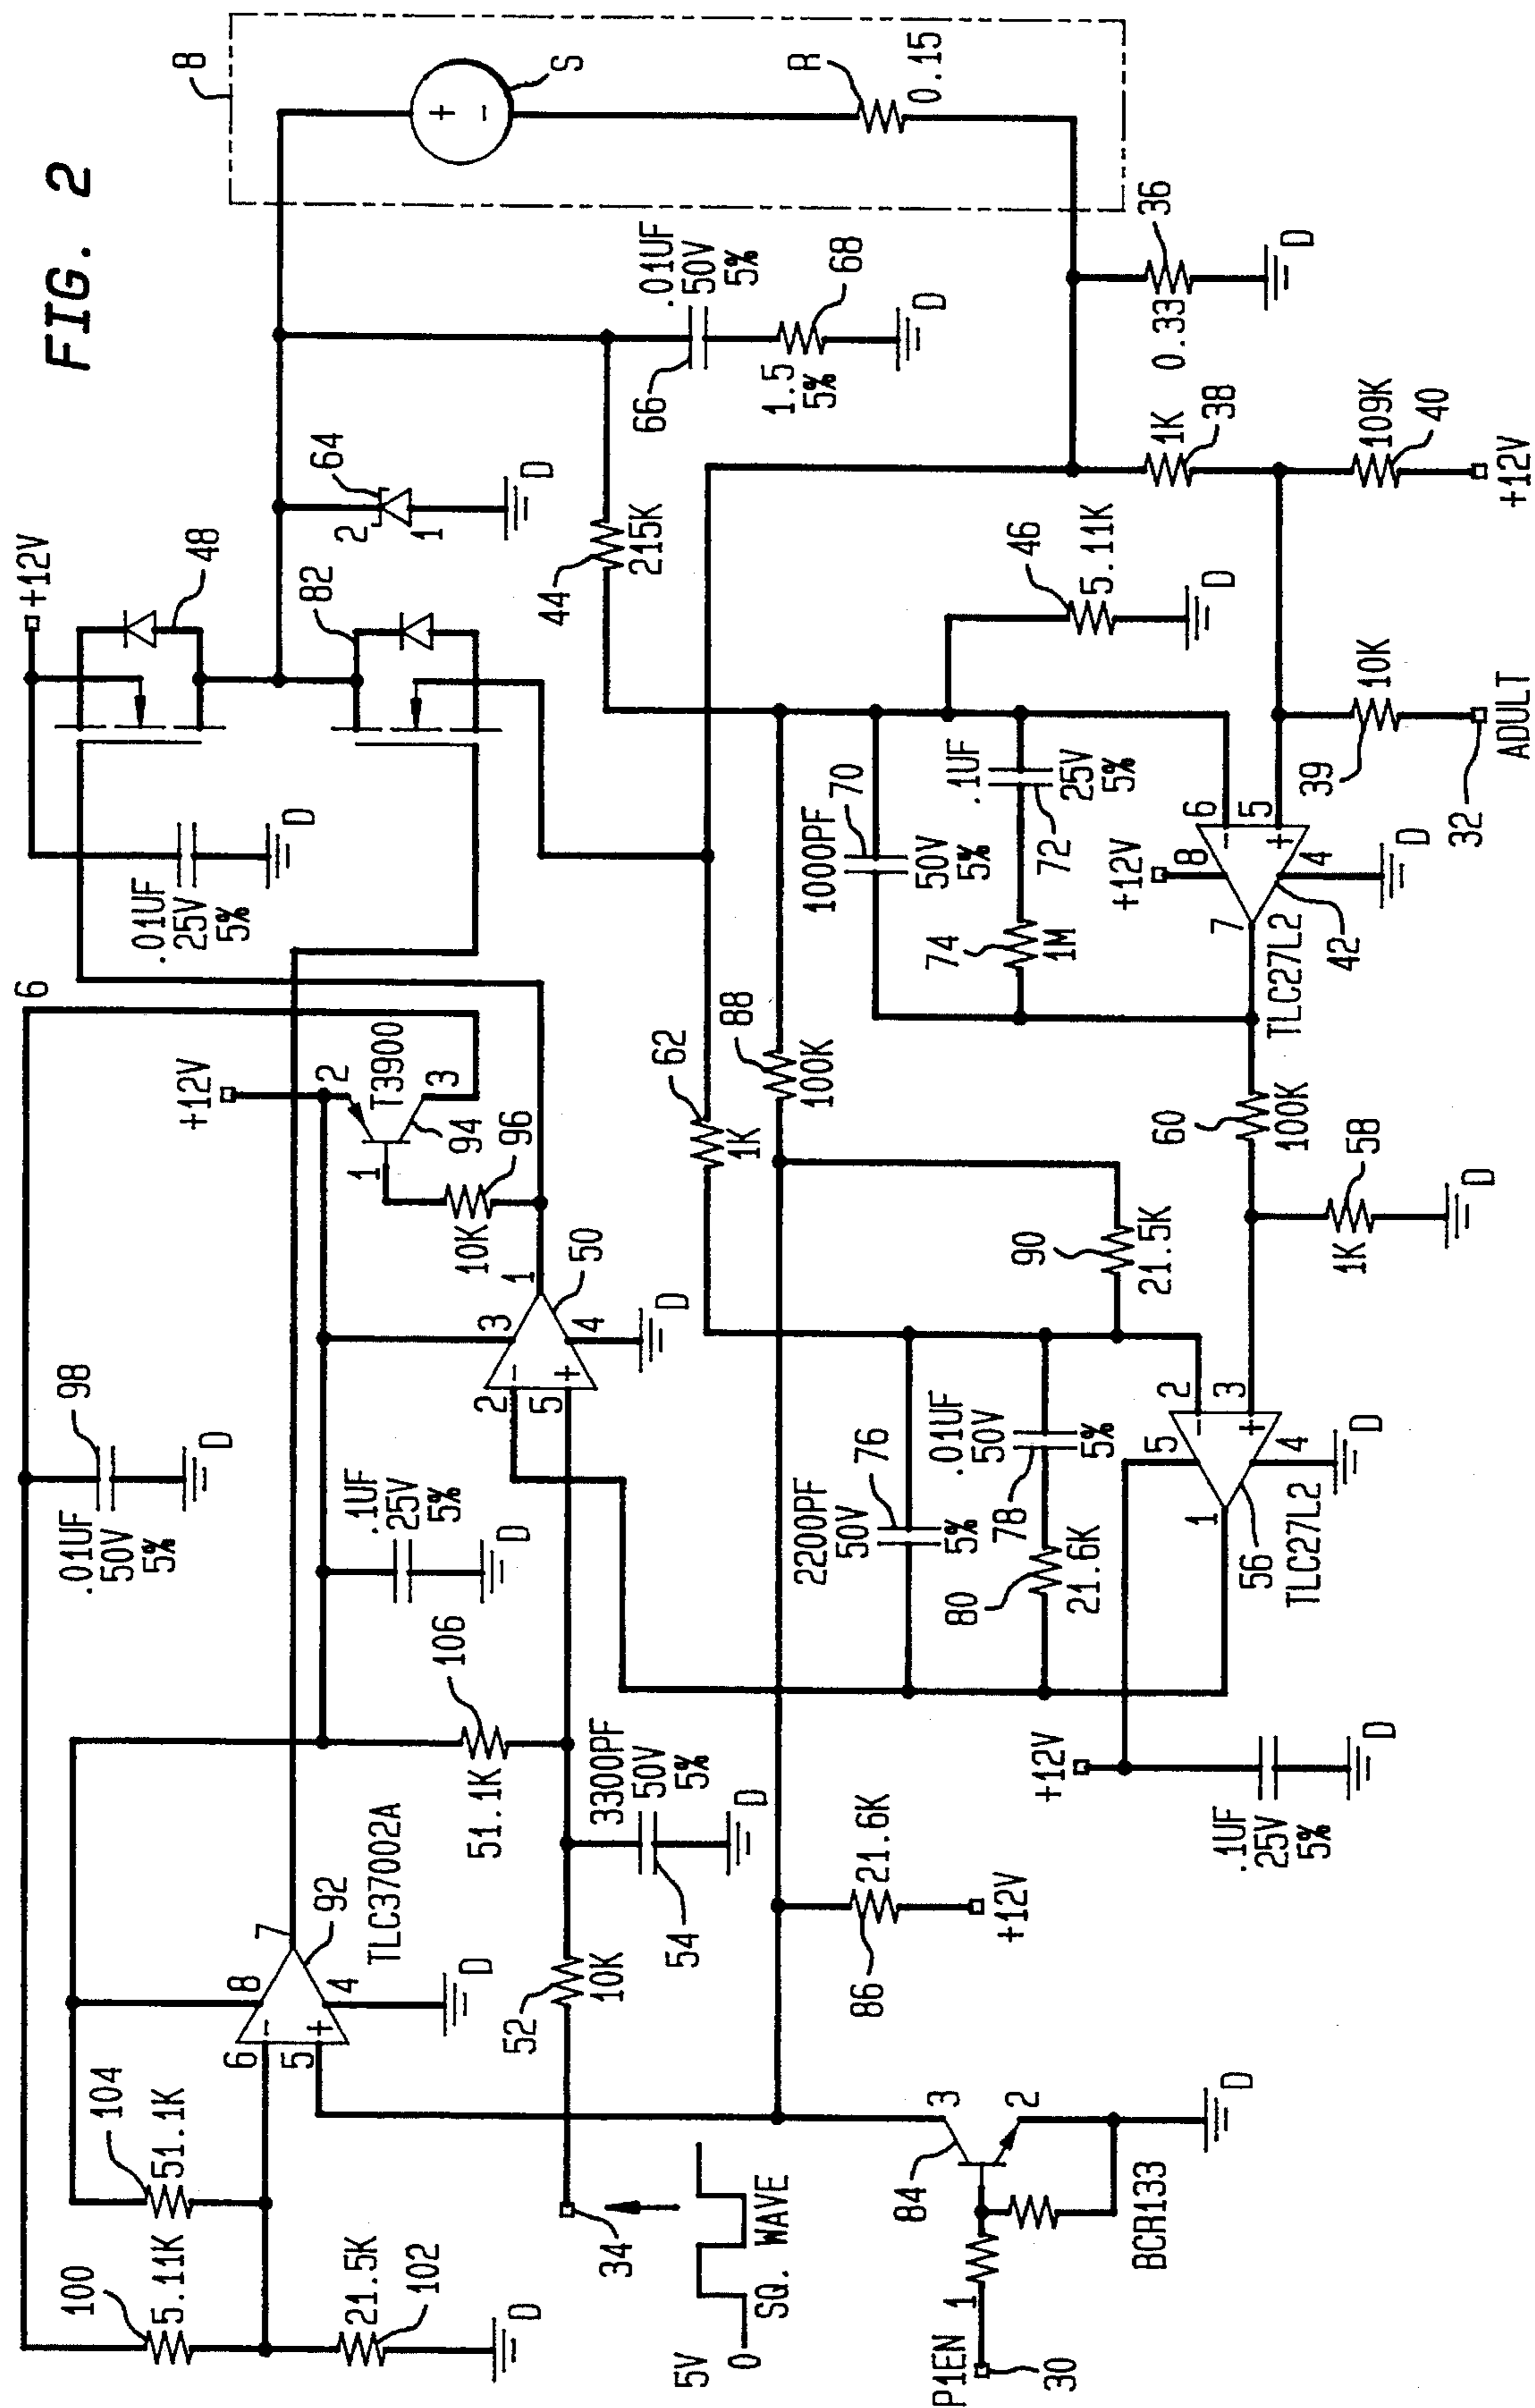 FIG. 2
6
8
+12V
+12V
98
.01UF
50V
5%
.01UF
25V
5%
48
82
64
2
1
D
D
D
S
+
-
R
0.15
100
5.11K
104
51.1K
21.5K
102
D
6
5
-
+
8
4
7
92
TLC37002A
D
106
51.1K
.1UF
25V
5%
D
2
T3900
1
3
94
96
10K
2
5
-
+
3
4
1
50
D
44
215K
66
.01UF
50V
5%
1.5
5%
68
D
34
52
10K
3300PF
50V
5%
54
D
5V
0
SQ. WAVE
62
1K
88
100K
46
5.11K
D
36
0.33
D
P1EN
30
1
84
3
2
BCR133
D
86
21.6K
+12V
2200PF
50V
76
5%
.01UF
50V
78
5%
80
21.6K
90
21.5K
1000PF
70
50V
5%
.1UF
72
25V
5%
74
1M
+12V
.1UF
25V
5%
D
2
3
-
+
5
4
1
56
TLC27L2
D
60
100K
58
1K
D
+12V
6
5
-
+
8
4
7
42
TLC27L2
D
39
10K
32
ADULT
1K
38
109K
40
+12V